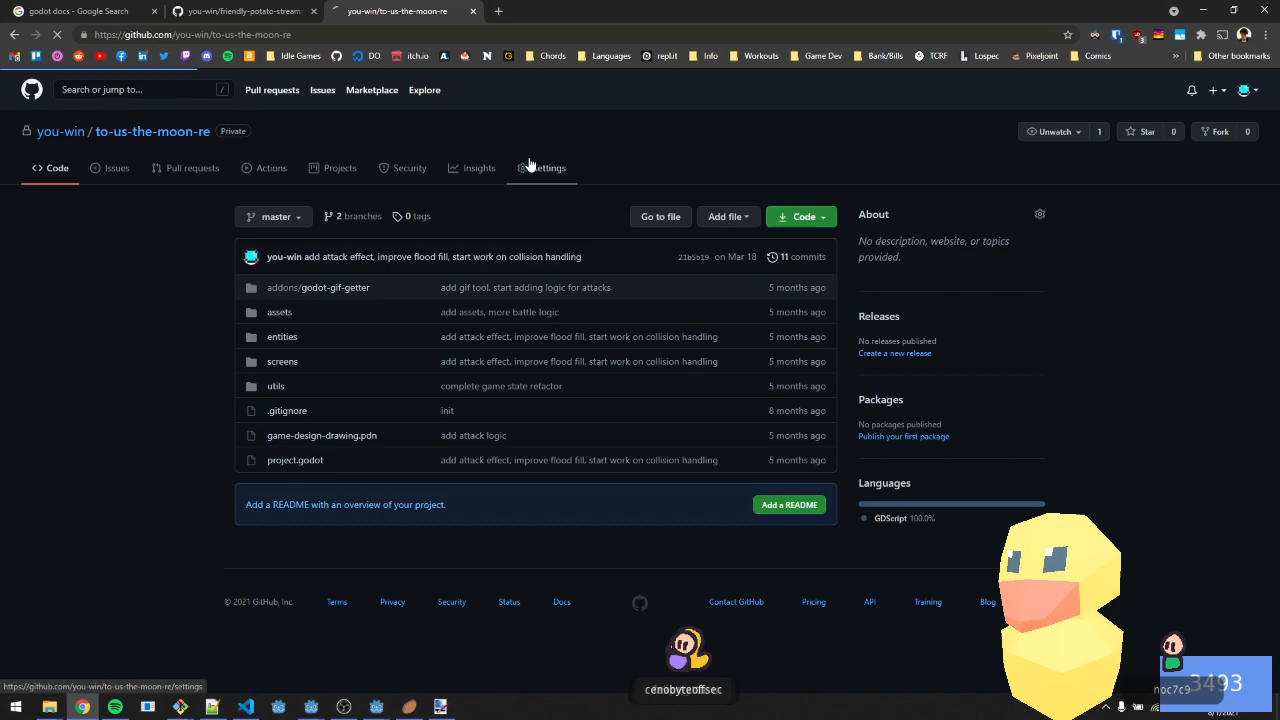 godot docs - Google Search
you-win/friendly-potato-stream
you-win/to-us-the-moon-re
https://github.com/you-win/to-us-the-moon-re
Idle Games
DO
itch.io
Chords
Languages
repl.it
Info
Workouts
Game Dev
Bank/Bills
TCRF
Lospec
Pixeljoint
Comics
Other bookmarks
Search or jump to...
/
Pull requests
Issues
Marketplace
Explore
you-win / to-us-the-moon-re
Private
Unwatch
1
Star
0
Fork
0
Code
Issues
Pull requests
Actions
Projects
Security
Insights
Settings
master
2 branches
0 tags
Go to file
Add file
Code
you-win add attack effect, improve flood fill, start work on collision handling
21b5b19 on Mar 18
11 commits
addons/godot-gif-getter
add gif tool, start adding logic for attacks
5 months ago
assets
add assets, more battle logic
5 months ago
entities
add attack effect, improve flood fill, start work on collision handling
5 months ago
screens
add attack effect, improve flood fill, start work on collision handling
5 months ago
utils
complete game state refactor
5 months ago
.gitignore
init
8 months ago
game-design-drawing.pdn
add attack logic
5 months ago
project.godot
add attack effect, improve flood fill, start work on collision handling
5 months ago
Add a README with an overview of your project.
Add a README
About
No description, website, or topics
provided.
Releases
No releases published
Create a new release
Packages
No packages published
Publish your first package
Languages
GDScript 100.0%
© 2021 GitHub, Inc.
Terms
Privacy
Security
Status
Docs
Contact GitHub
Pricing
API
Training
Blog
https://github.com/you-win/to-us-the-moon-re/settings
noc7c9
3493